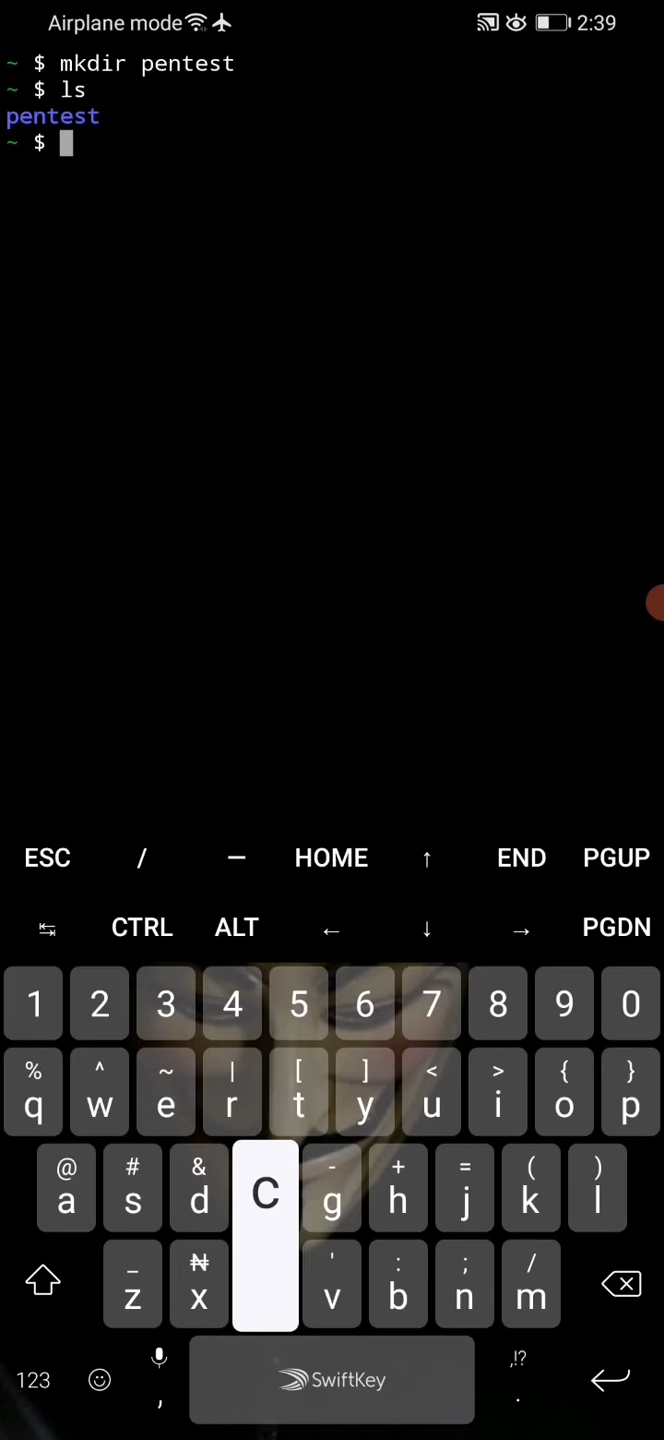 Airplane mode 2:39
~ $ mkdir pentest
~ $ ls
pentest
~ $
ESC / — HOME ↑ END PGUP
↹ CTRL ALT ← ↓ → PGDN
1 2 3 4 5 6 7 8 9 0
% ^ ~ | [ ] < > { }
q w e r t y u i o p
@ # & - + = ( )
a s d C g h j k l
_ ₦ ' : ; /
z x v b n m
123 , SwiftKey ,!? .